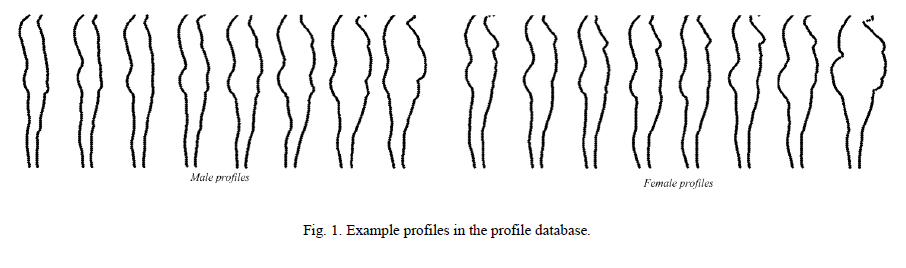 Male profiles
Female profiles
Fig. 1. Example profiles in the profile database.